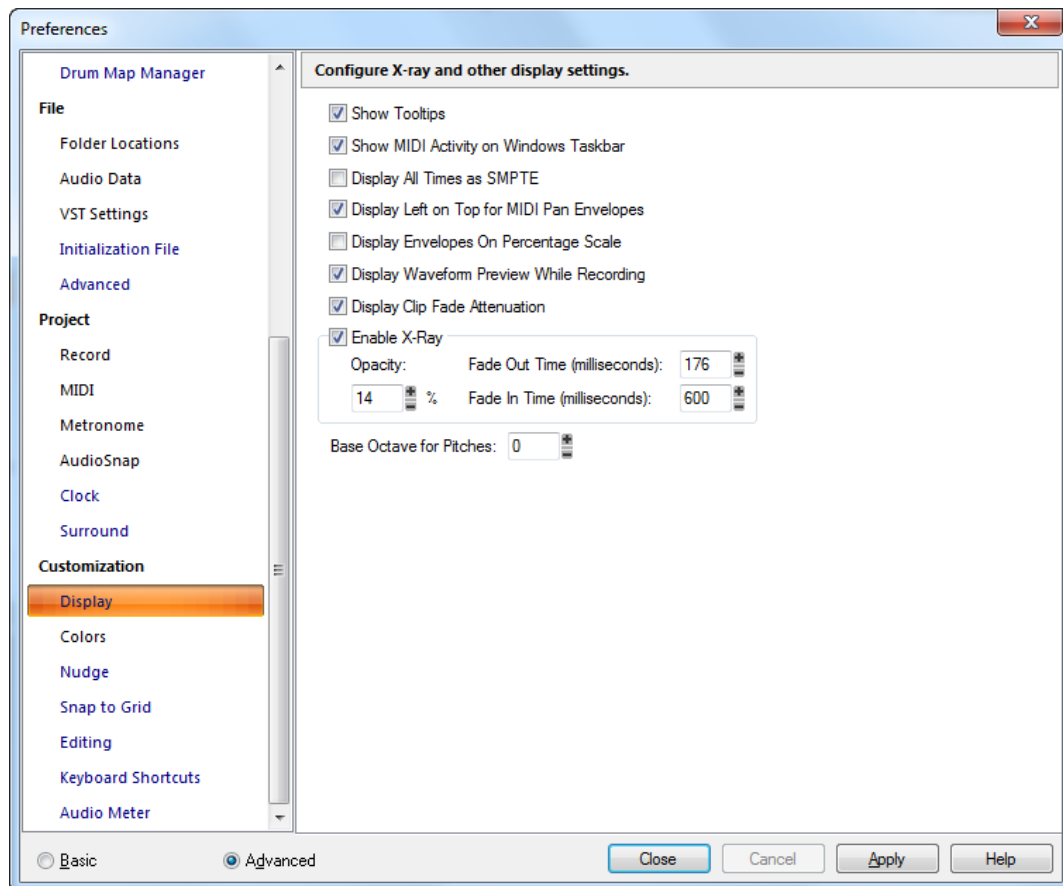 Preferences
Drum Map Manager
File
Folder Locations
Audio Data
VST Settings
Initialization File
Advanced
Project
Record
MIDI
Metronome
AudioSnap
Clock
Surround
Customization
Display
Colors
Nudge
Snap to Grid
Editing
Keyboard Shortcuts
Audio Meter
Configure X-ray and other display settings.
Show Tooltips
Show MIDI Activity on Windows Taskbar
Display All Times as SMPTE
Display Left on Top for MIDI Pan Envelopes
Display Envelopes On Percentage Scale
Display Waveform Preview While Recording
Display Clip Fade Attenuation
Enable X-Ray
Opacity: Fade Out Time (milliseconds): 176
14 % Fade In Time (milliseconds): 600
Base Octave for Pitches: 0
Basic Advanced Close Cancel Apply Help